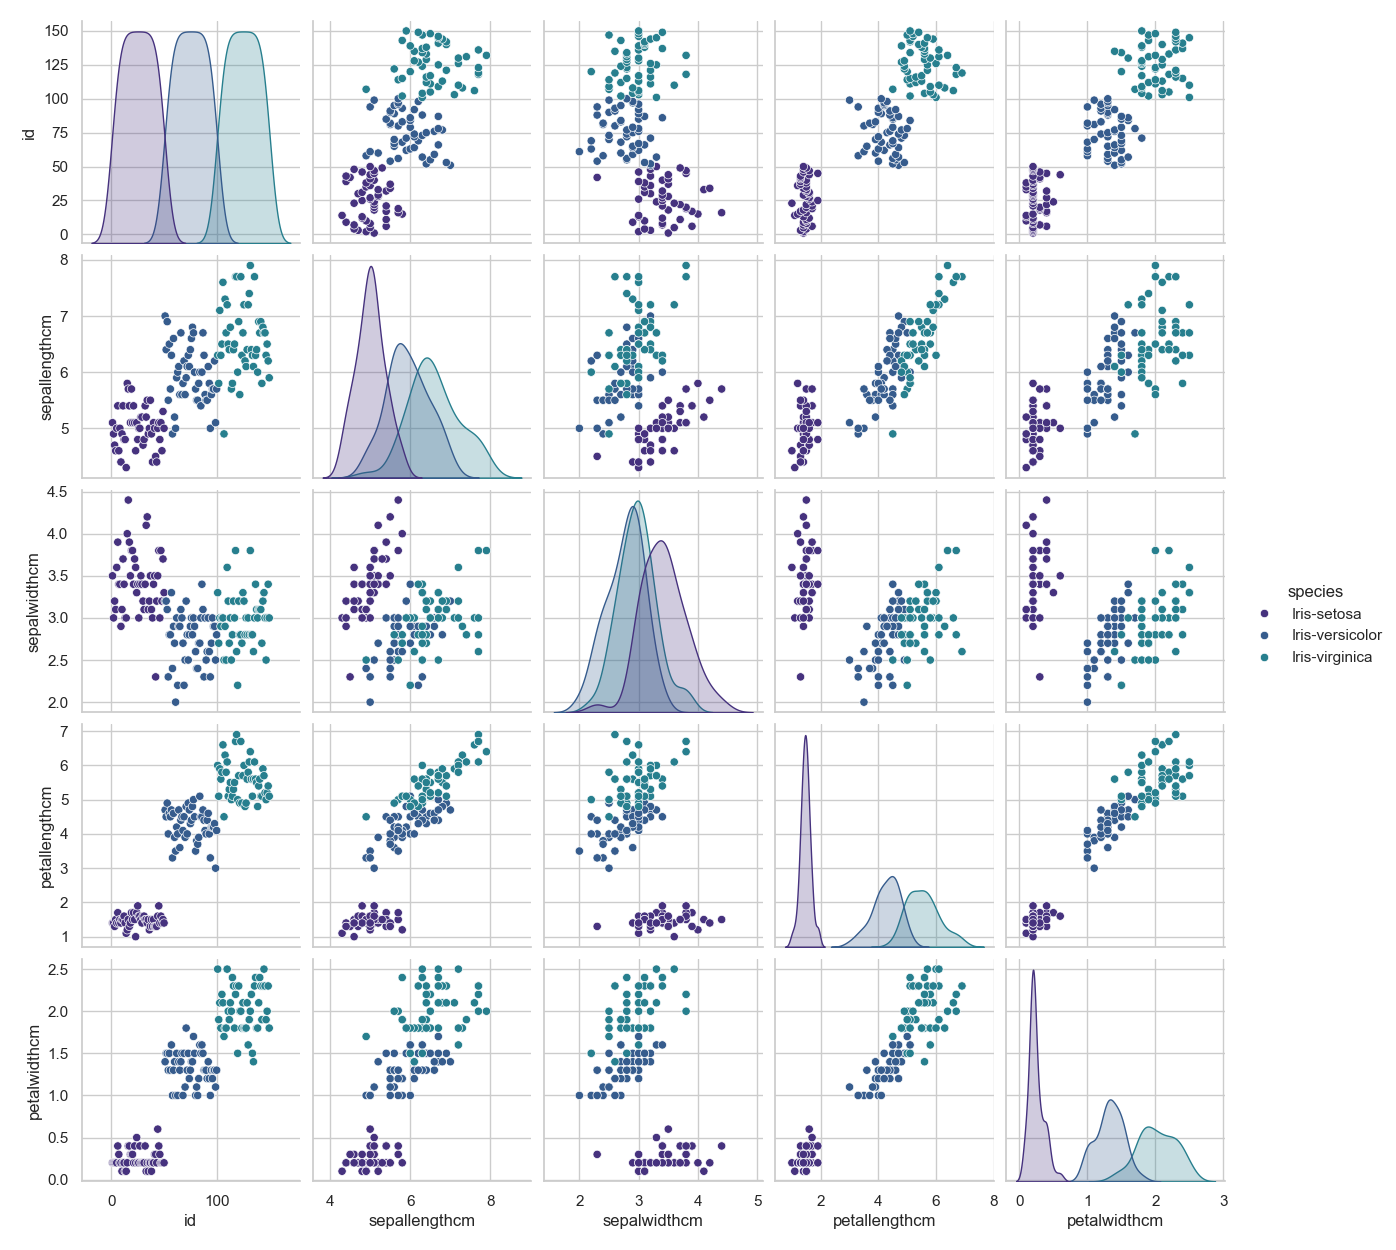 150
125
100
75
50
25
0
id
8
7
6
5
sepallengthcm
4.5
4.0
3.5
3.0
2.5
2.0
sepalwidthcm
species
Iris-setosa
Iris-versicolor
Iris-virginica
7
6
5
4
3
2
1
petallengthcm
2.5
2.0
1.5
1.0
0.5
0.0
petalwidthcm
0 100
id
4 6 8
sepallengthcm
2 3 4 5
sepalwidthcm
2 4 6 8
petallengthcm
0 1 2 3
petalwidthcm